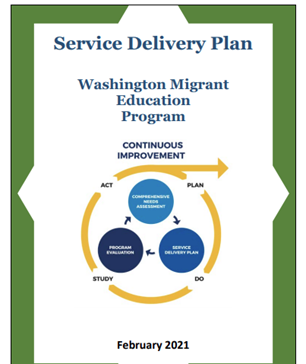 Service Delivery Plan
Washington Migrant
Education
Program
CONTINUOUS
IMPROVEMENT
ACT
PLAN
COMPREHENSIVE
NEEDS
ASSESSMENT
PROGRAM
EVALUATION
SERVICE
DELIVERY PLAN
STUDY
DO
February 2021